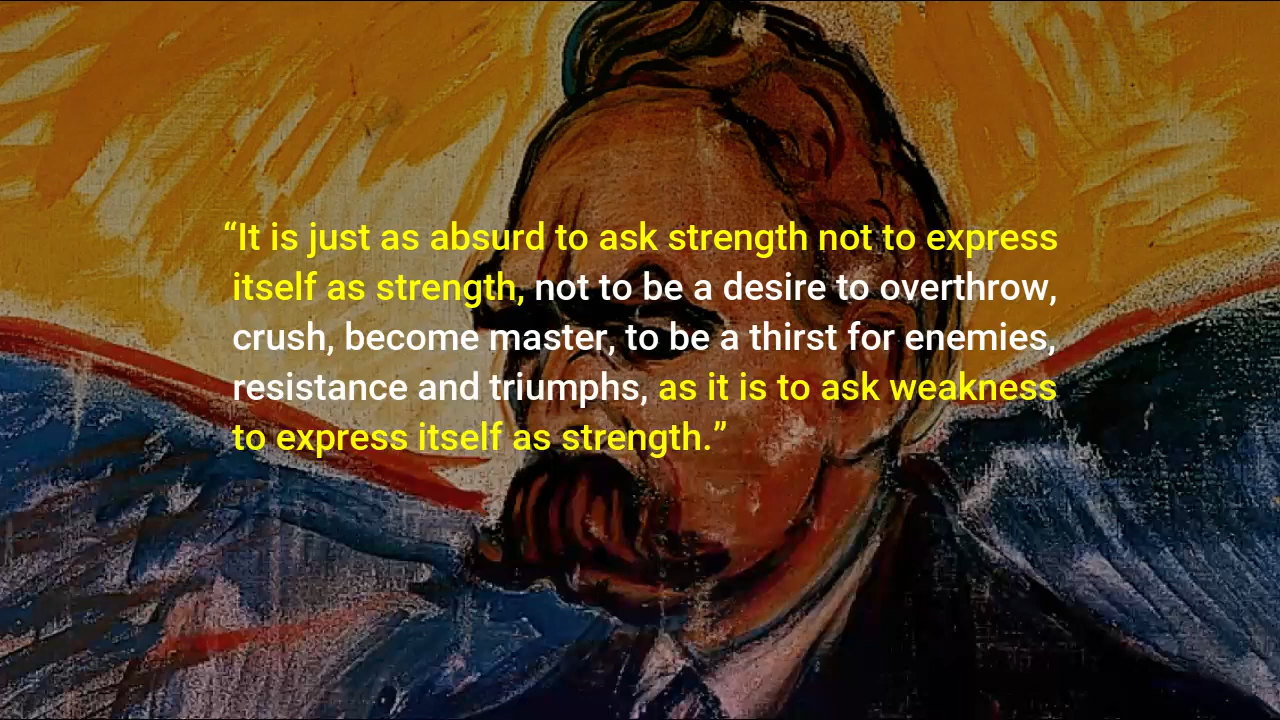 “It is just as absurd to ask strength not to express
itself as strength, not to be a desire to overthrow,
crush, become master, to be a thirst for enemies,
resistance and triumphs, as it is to ask weakness
to express itself as strength.”